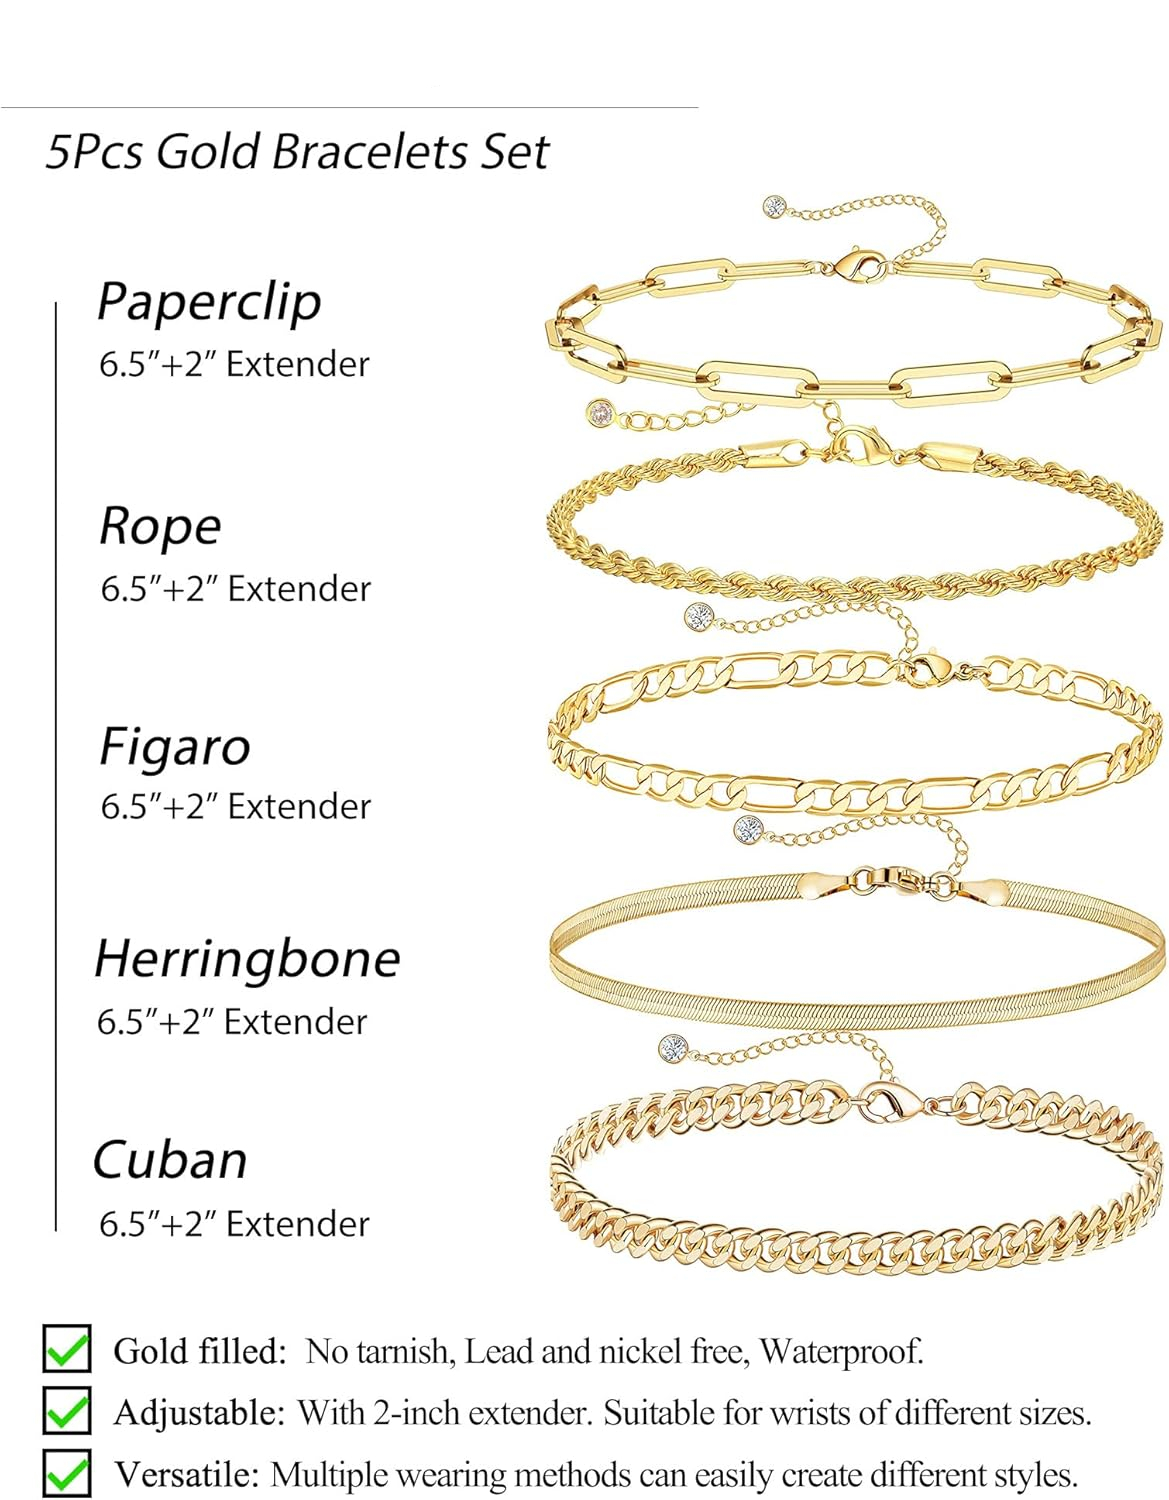 5Pcs Gold Bracelets Set
Paperclip
6.5”+2” Extender
Rope
6.5”+2” Extender
Figaro
6.5”+2” Extender
Herringbone
6.5”+2” Extender
Cuban
6.5”+2” Extender
Gold filled: No tarnish, Lead and nickel free, Waterproof.
Adjustable: With 2-inch extender. Suitable for wrists of different sizes.
Versatile: Multiple wearing methods can easily create different styles.